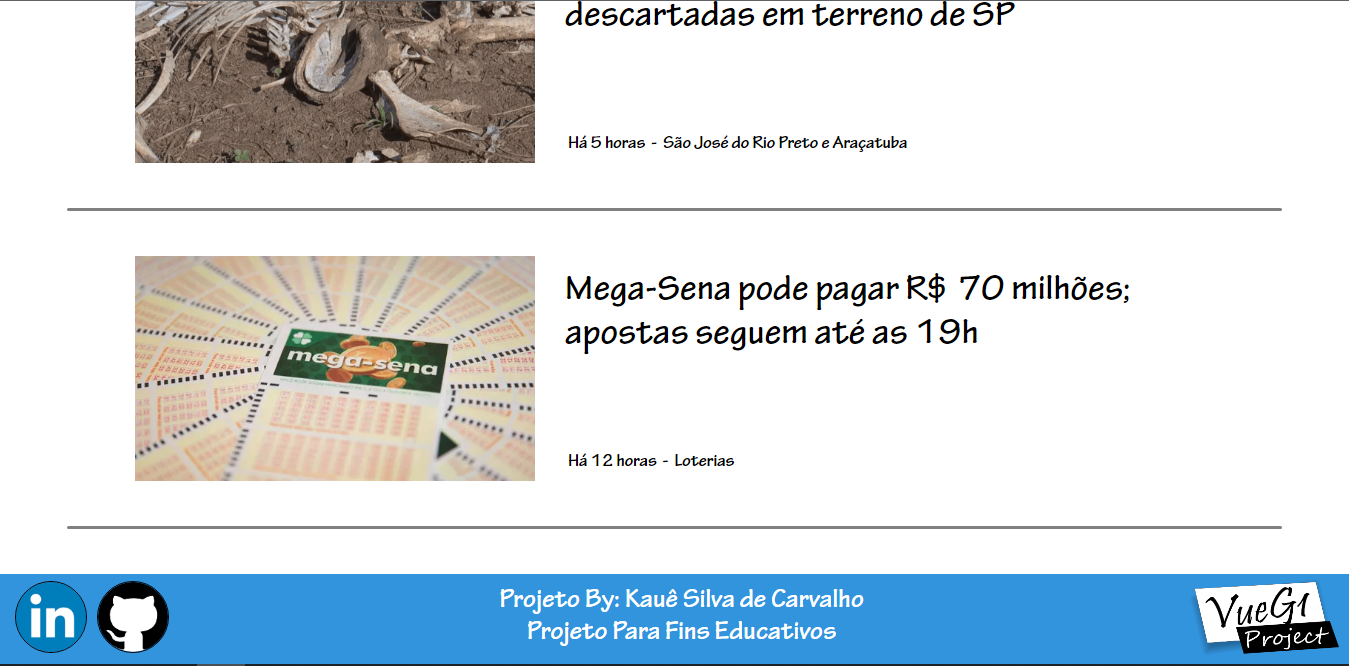 descartadas em terreno de SP
Há 5 horas - São José do Rio Preto e Araçatuba
Mega-Sena pode pagar R$ 70 milhões;
apostas seguem até as 19h
mega-sena
Há 12 horas - Loterias
in
Projeto By: Kauê Silva de Carvalho
Projeto Para Fins Educativos
VueG1
Project